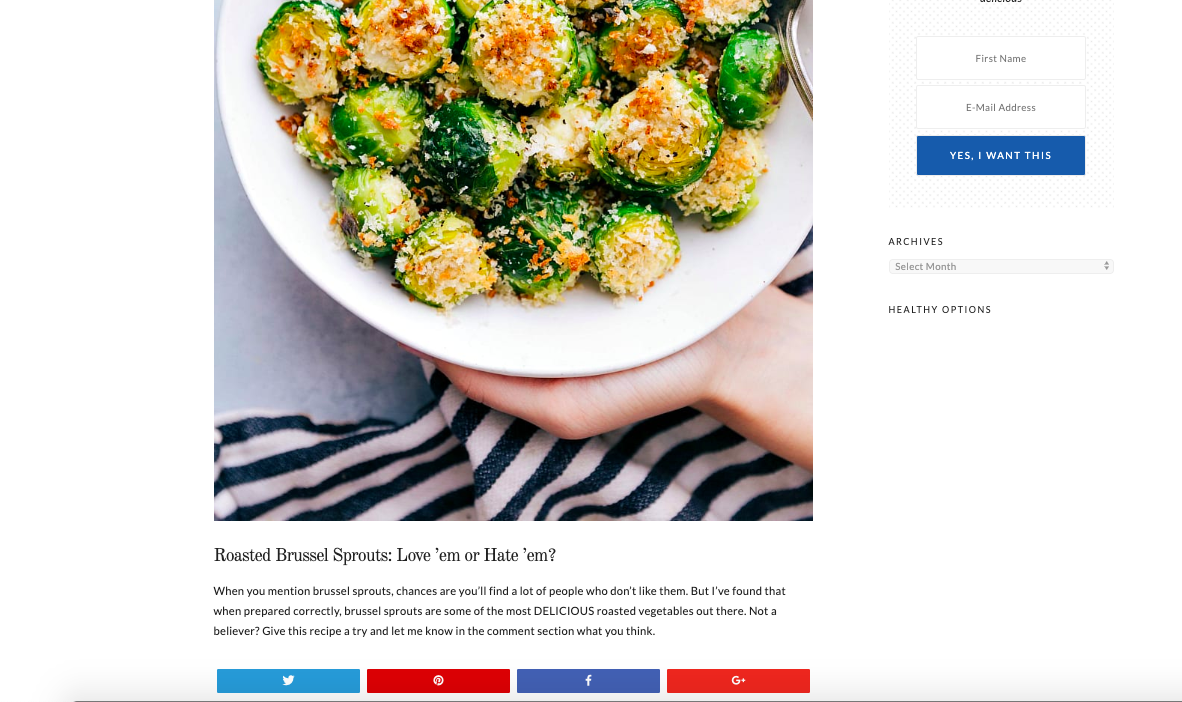 delicious
First Name
E-Mail Address
YES, I WANT THIS
ARCHIVES
Select Month
HEALTHY OPTIONS
Roasted Brussel Sprouts: Love ’em or Hate ’em?
When you mention brussel sprouts, chances are you’ll find a lot of people who don’t like them. But I’ve found that
when prepared correctly, brussel sprouts are some of the most DELICIOUS roasted vegetables out there. Not a
believer? Give this recipe a try and let me know in the comment section what you think.